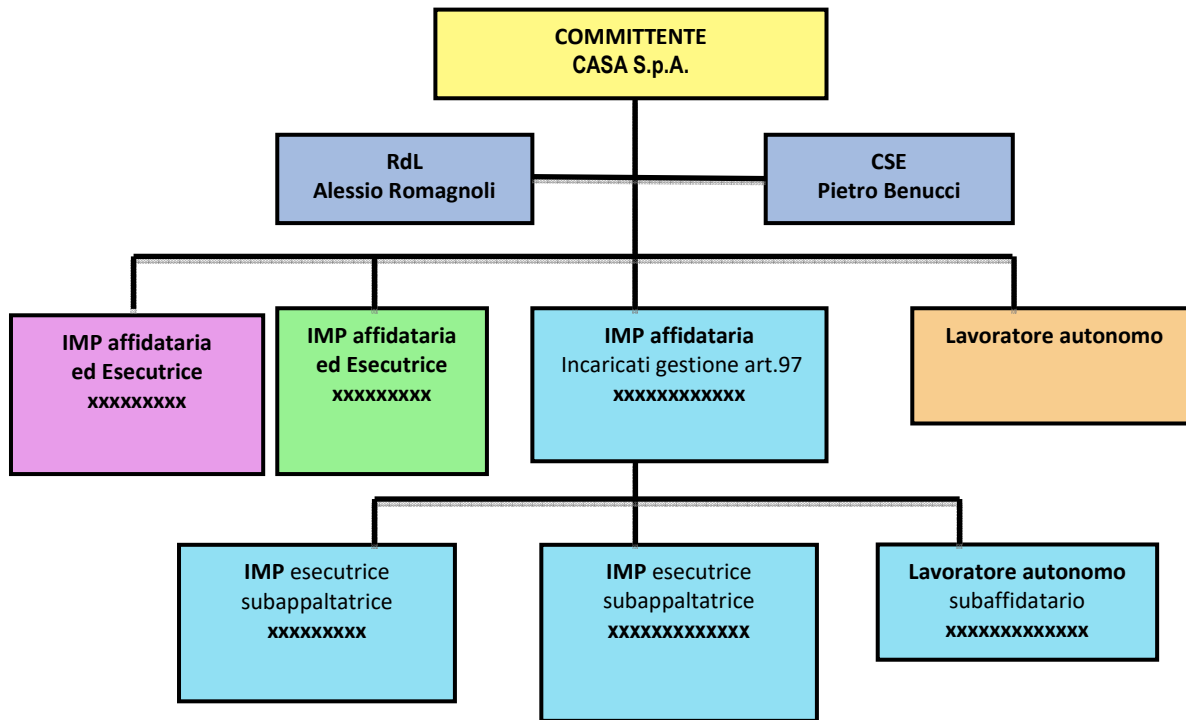 COMMITTENTE
CASA S.p.A.
RdL
Alessio Romagnoli
CSE
Pietro Benucci
IMP affidataria
ed Esecutrice
xxxxxxxxx
IMP affidataria
ed Esecutrice
xxxxxxxxx
IMP affidataria
Incaricati gestione art.97
xxxxxxxxxxxx
Lavoratore autonomo
IMP esecutrice
subappaltatrice
xxxxxxxxx
IMP esecutrice
subappaltatrice
xxxxxxxxxxxxx
Lavoratore autonomo
subaffidatario
xxxxxxxxxxxxx